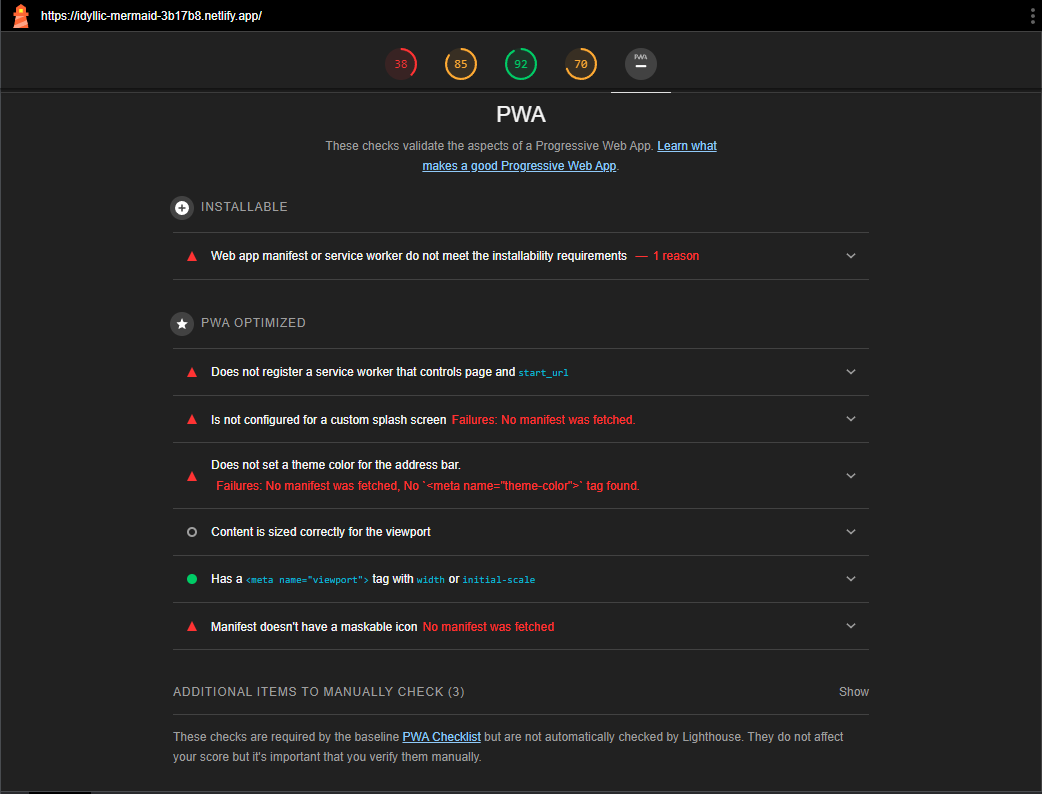 https://idyllic-mermaid-3b17b8.netlify.app/
38 85 92 70 PWA
PWA
These checks validate the aspects of a Progressive Web App. Learn what
makes a good Progressive Web App.
INSTALLABLE
Web app manifest or service worker do not meet the installability requirements — 1 reason
PWA OPTIMIZED
Does not register a service worker that controls page and start_url
Is not configured for a custom splash screen Failures: No manifest was fetched.
Does not set a theme color for the address bar.
Failures: No manifest was fetched, No `<meta name="theme-color">` tag found.
Content is sized correctly for the viewport
Has a <meta name="viewport"> tag with width or initial-scale
Manifest doesn't have a maskable icon No manifest was fetched
ADDITIONAL ITEMS TO MANUALLY CHECK (3) Show
These checks are required by the baseline PWA Checklist but are not automatically checked by Lighthouse. They do not affect
your score but it's important that you verify them manually.